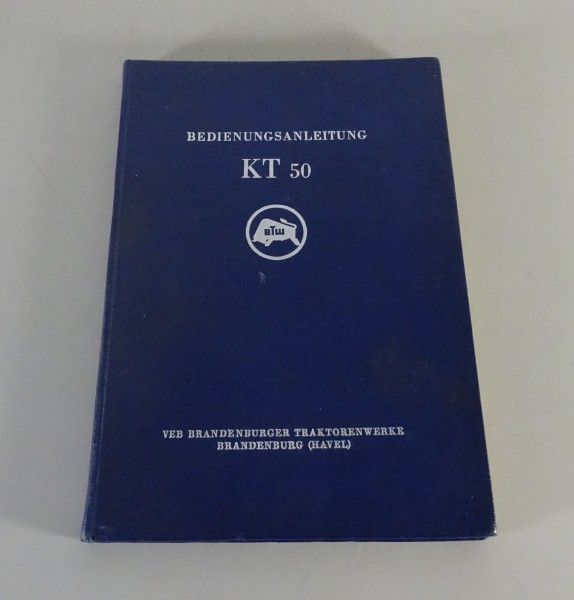 BEDIENUNGSANLEITUNG
KT 50
BTW
VEB BRANDENBURGER TRAKTORENWERKE
BRANDENBURG (HAVEL)